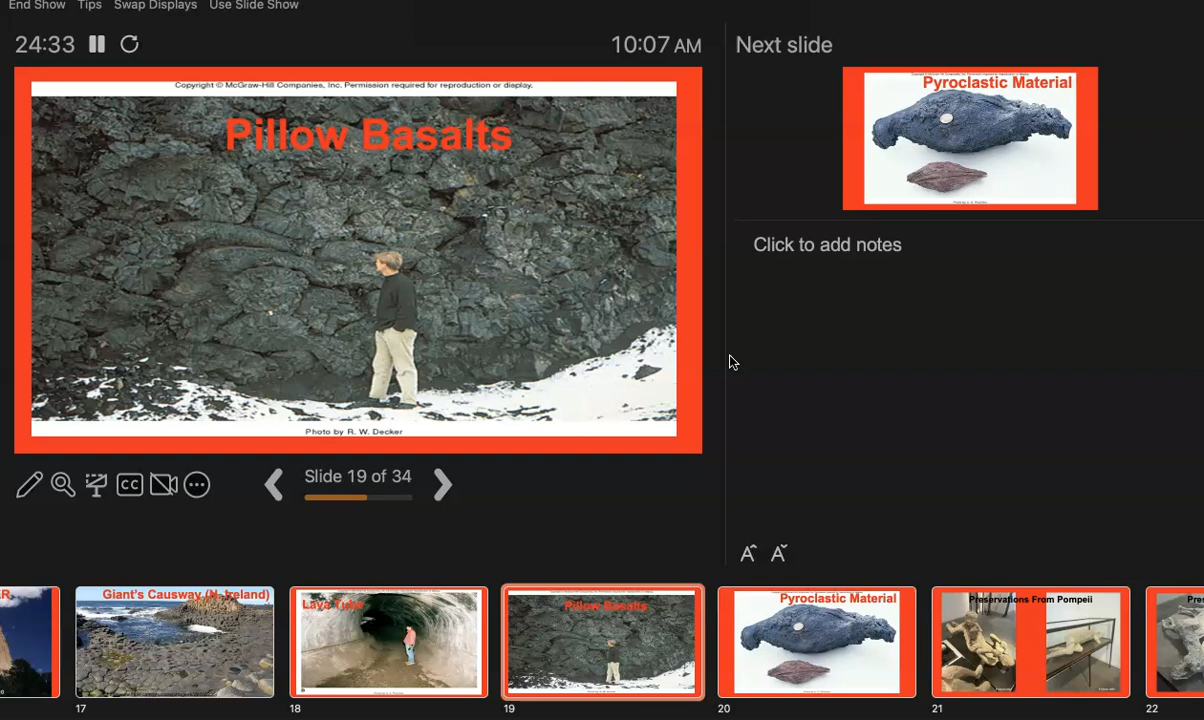 End Show Tips Swap Displays Use Slide Show
24:33
10:07 AM
Copyright © McGraw-Hill Companies, Inc. Permission required for reproduction or display.
Pillow Basalts
Photo by R. W. Decker
CC
Slide 19 of 34
Next slide
Pyroclastic Material
Click to add notes
A A
R
Giant's Causway (N. Ireland)
17
Lava Tube
18
Pillow Basalts
19
Pyroclastic Material
20
Preservations From Pompeii
21
Pres
22